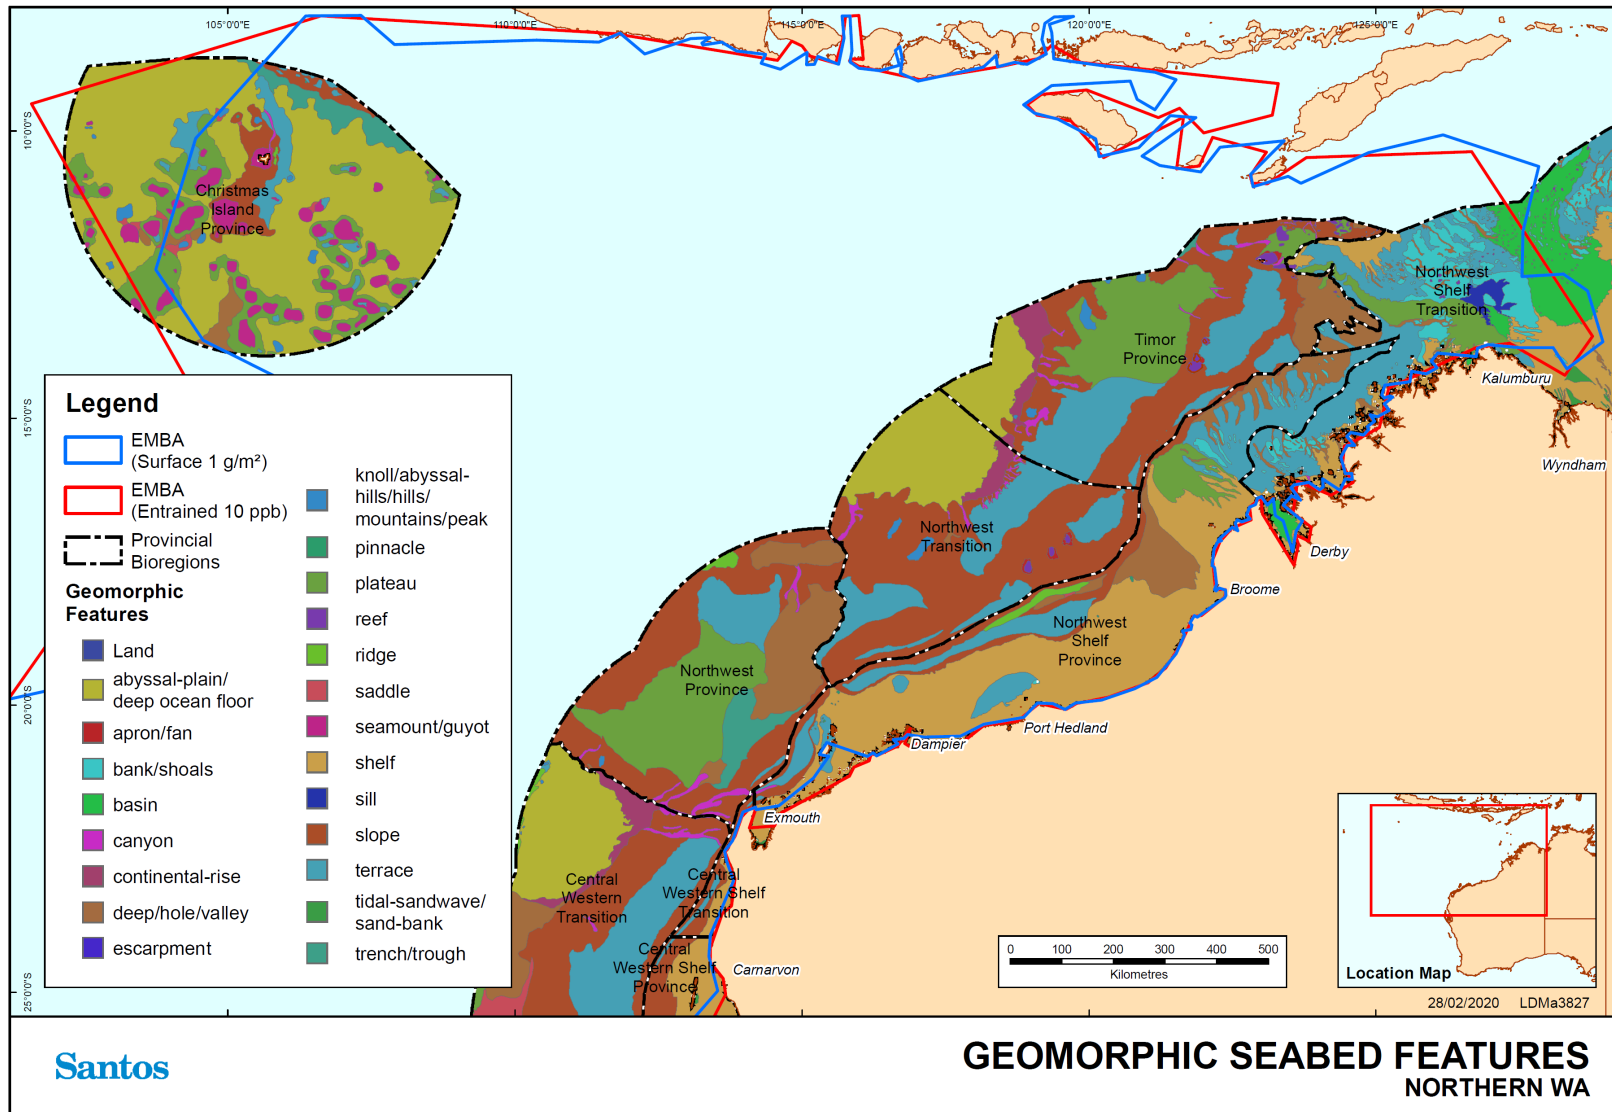 105°0'0"E
110°0'0"E
115°0'0"E
120°0'0"E
125°0'0"E
10°0'0"S
15°0'0"S
20°0'0"S
25°0'0"S
Christmas
Island
Province
Northwest
Shelf
Transition
Timor
Province
Kalumburu
Wyndham
Northwest
Transition
Derby
Broome
Northwest
Shelf
Province
Northwest
Province
Port Hedland
Dampier
Exmouth
Central
Western
Transition
Central
Western Shelf
Transition
Central
Western Shelf
Province
Carnarvon
Legend
EMBA
(Surface 1 g/m²)
EMBA
(Entrained 10 ppb)
Provincial
Bioregions
Geomorphic
Features
Land
abyssal-plain/
deep ocean floor
apron/fan
bank/shoals
basin
canyon
continental-rise
deep/hole/valley
escarpment
knoll/abyssal-
hills/hills/
mountains/peak
pinnacle
plateau
reef
ridge
saddle
seamount/guyot
shelf
sill
slope
terrace
tidal-sandwave/
sand-bank
trench/trough
0 100 200 300 400 500
Kilometres
Location Map
28/02/2020 LDMa3827
Santos
GEOMORPHIC SEABED FEATURES
NORTHERN WA